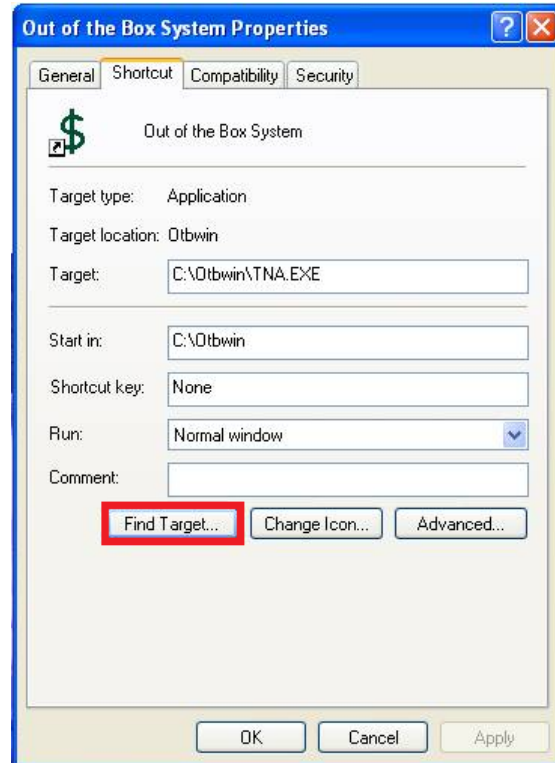 Out of the Box System Properties
General Shortcut Compatibility Security
Out of the Box System
Target type: Application
Target location: Otbwin
Target: C:\Otbwin\TNA.EXE
Start in: C:\Otbwin
Shortcut key: None
Run: Normal window
Comment:
Find Target... Change Icon... Advanced...
OK Cancel Apply